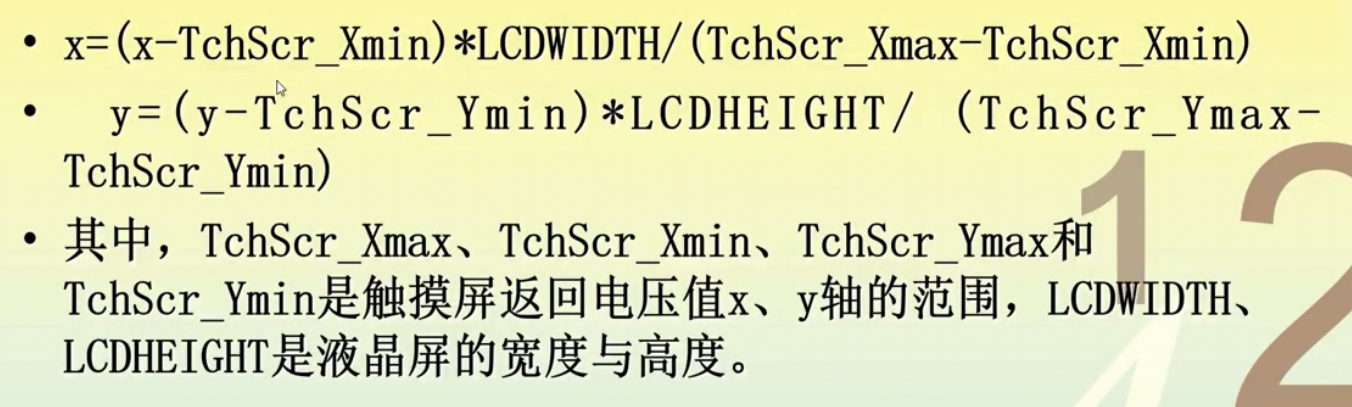 • x=(x-TchScr_Xmin)*LCDWIDTH/(TchScr_Xmax-TchScr_Xmin)
• y=(y-TchScr_Ymin)*LCDHEIGHT/ (TchScr_Ymax-
TchScr_Ymin)
• 其中，TchScr_Xmax、TchScr_Xmin、TchScr_Ymax和
TchScr_Ymin是触摸屏返回电压值x、y轴的范围，LCDWIDTH、
LCDHEIGHT是液晶屏的宽度与高度。
12
4